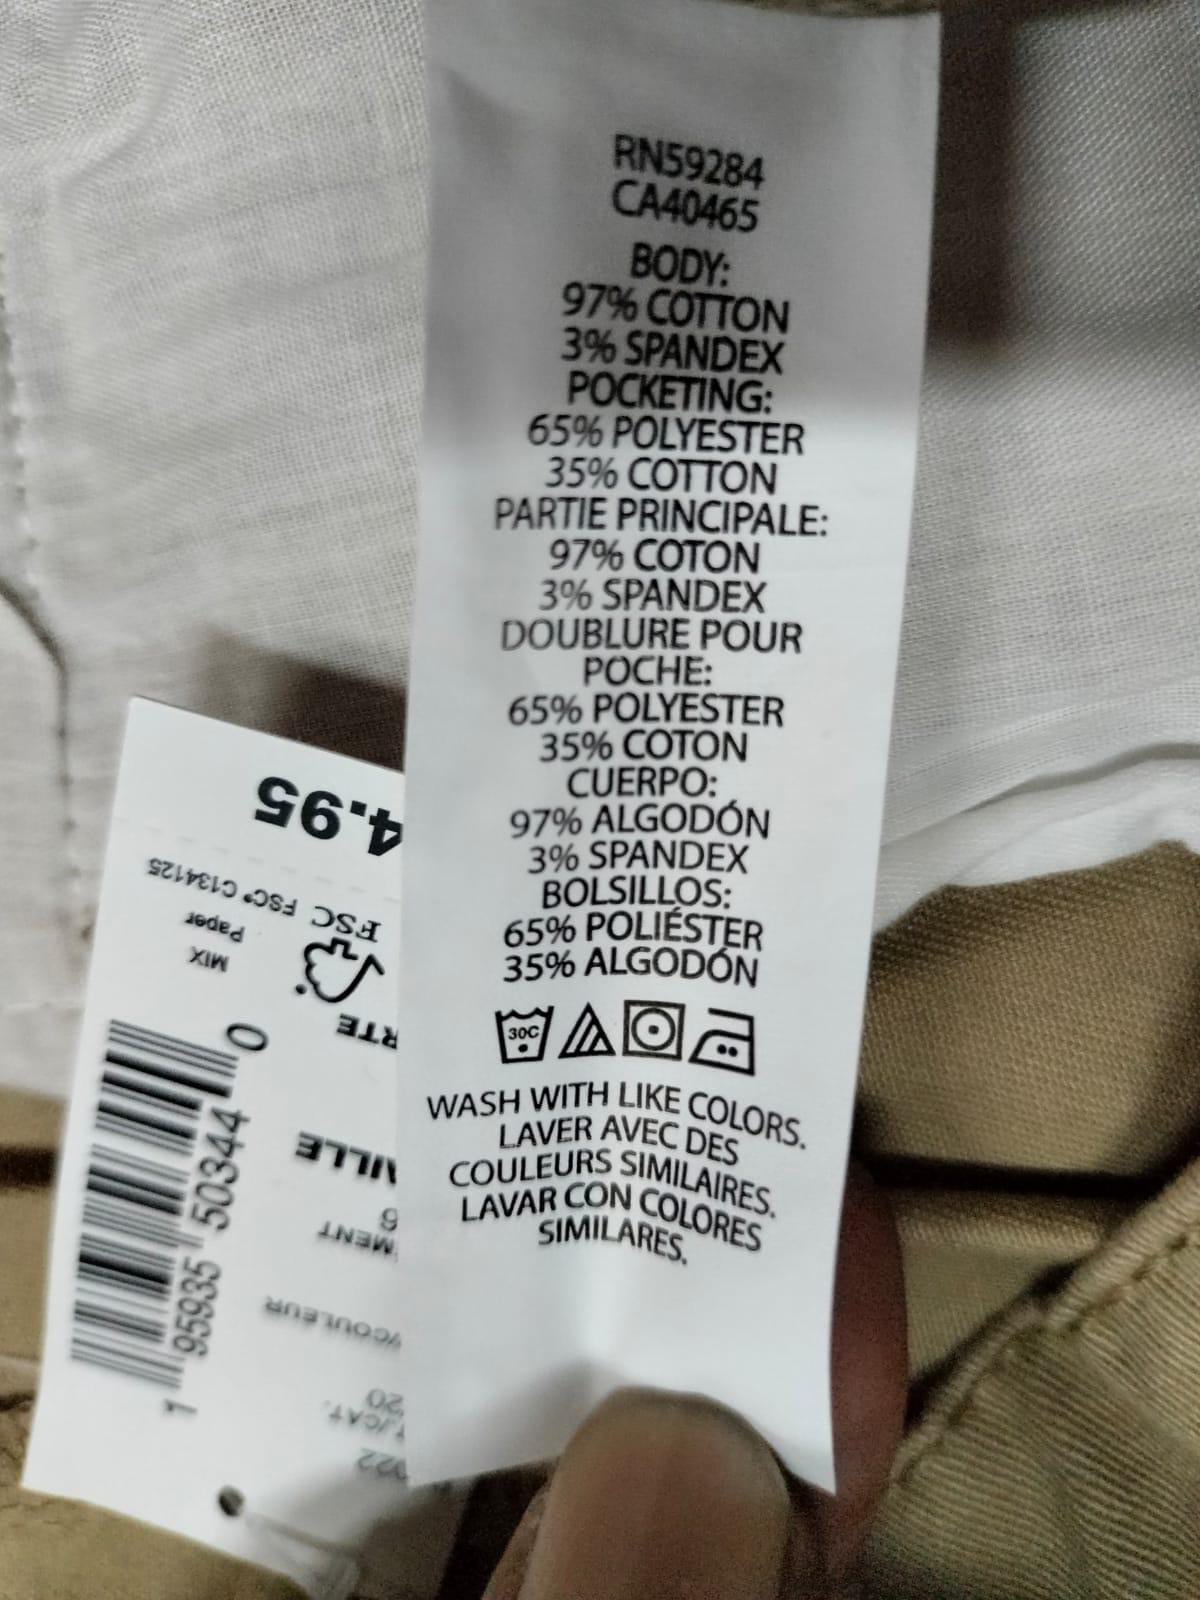 RN59284
CA40465
BODY:
97% COTTON
3% SPANDEX
POCKETING:
65% POLYESTER
35% COTTON
PARTIE PRINCIPALE:
97% COTON
3% SPANDEX
DOUBLURE POUR
POCHE:
65% POLYESTER
35% COTON
CUERPO:
97% ALGODÓN
3% SPANDEX
BOLSILLOS:
65% POLIÉSTER
35% ALGODÓN
30C
WASH WITH LIKE COLORS.
LAVER AVEC DES
COULEURS SIMILAIRES.
LAVAR CON COLORES
SIMILARES.
4.95
FSC® C134125
FSC
Paper
MIX
1 95935 50344 0